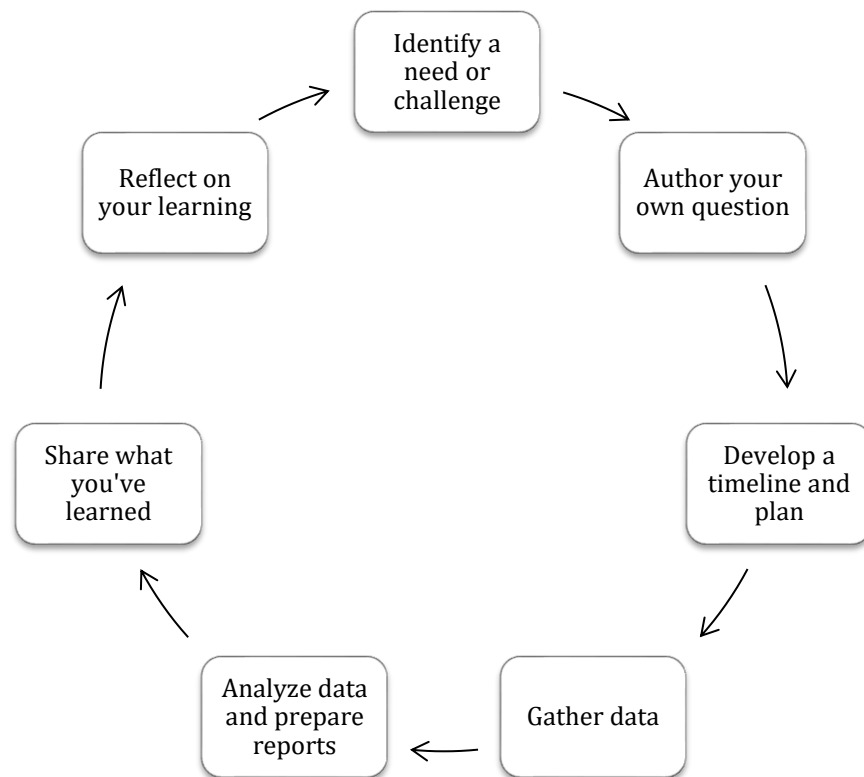 Identify a
need or
challenge
Author your
own question
Develop a
timeline and
plan
Gather data
Analyze data
and prepare
reports
Share what
you've
learned
Reflect on
your learning